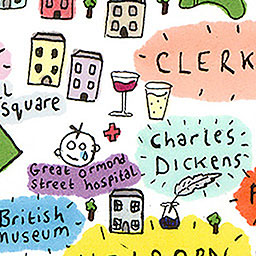 CLERK
square
Charles
DICKENS
Great ormond
street hospital
British
museum